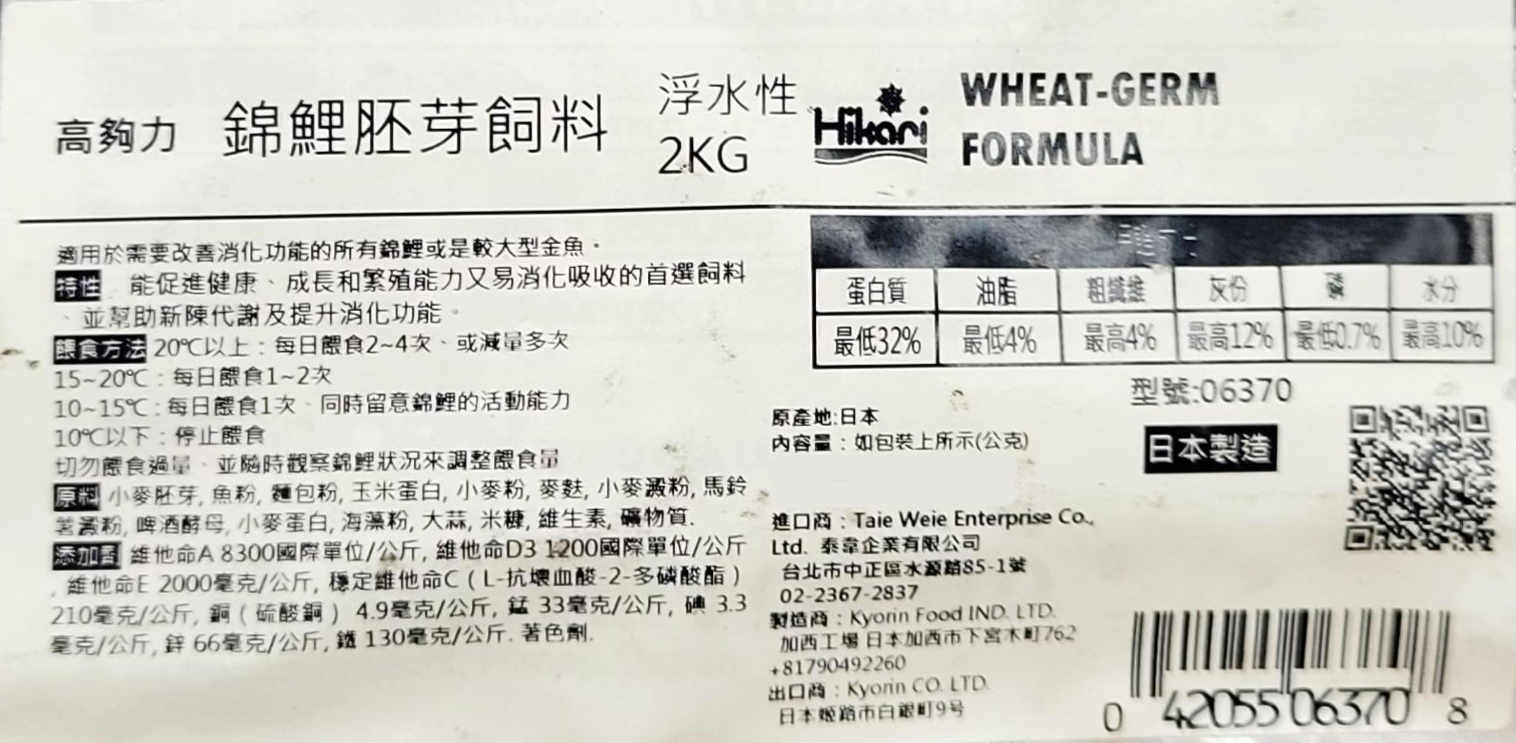 高夠力 錦鯉胚芽飼料 浮水性 2KG Hikari WHEAT-GERM FORMULA
適用於需要改善消化功能的所有錦鯉或是較大型金魚。
特性 能促進健康、成長和繁殖能力又易消化吸收的首選飼料
、並幫助新陳代謝及提升消化功能。
餵食方法 20℃以上：每日餵食2~4次、或減量多次
15~20℃：每日餵食1~2次
10~15℃：每日餵食1次、同時留意錦鯉的活動能力
10℃以下：停止餵食
切勿餵食過量、並隨時觀察錦鯉狀況來調整餵食量
原料 小麥胚芽, 魚粉, 麵包粉, 玉米蛋白, 小麥粉, 麥麩, 小麥澱粉, 馬鈴
薯澱粉, 啤酒酵母, 小麥蛋白, 海藻粉, 大蒜, 米糠, 維生素, 礦物質.
維他命A 8300國際單位/公斤, 維他命D3 1200國際單位/公斤
, 維他命E 2000毫克/公斤, 穩定維他命C（L-抗壞血酸-2-多磷酸酯）
210毫克/公斤, 銅（硫酸銅） 4.9毫克/公斤, 錳 33毫克/公斤, 碘 3.3
毫克/公斤, 鋅 66毫克/公斤, 鐵 130毫克/公斤. 著色劑.
蛋白質 油脂 粗纖維 灰份 磷 水分
最低32% 最低4% 最高4% 最高12% 最低0.7% 最高10%
型號:06370
原產地:日本
內容量：如包裝上所示(公克)
日本製造
進口商：Taie Weie Enterprise Co.,
Ltd. 泰韋企業有限公司
台北市中正區水源路85-1號
02-2367-2837
製造商：Kyorin Food IND. LTD.
加西工場 日本加西市下宮木町762
+81790492260
出口商：Kyorin CO. LTD.
日本姬路市白銀町9号
0 42055 06370 8